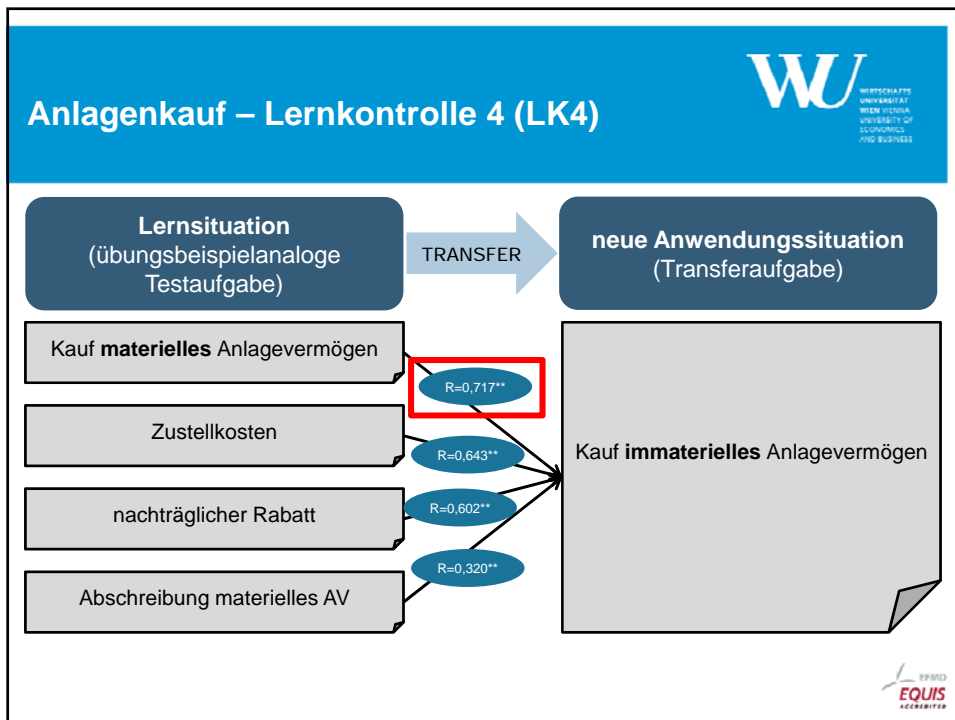 Anlagenkauf – Lernkontrolle 4 (LK4)
WU
WIRTSCHAFTS
UNIVERSITÄT
WIEN VIENNA
UNIVERSITY OF
ECONOMICS
AND BUSINESS
Lernsituation
(übungsbeispielanaloge
Testaufgabe)
TRANSFER
neue Anwendungssituation
(Transferaufgabe)
Kauf materielles Anlagevermögen
R=0,717**
Zustellkosten
R=0,643**
Kauf immaterielles Anlagevermögen
nachträglicher Rabatt
R=0,602**
R=0,320**
Abschreibung materielles AV
EFMD
EQUIS
ACCREDITED